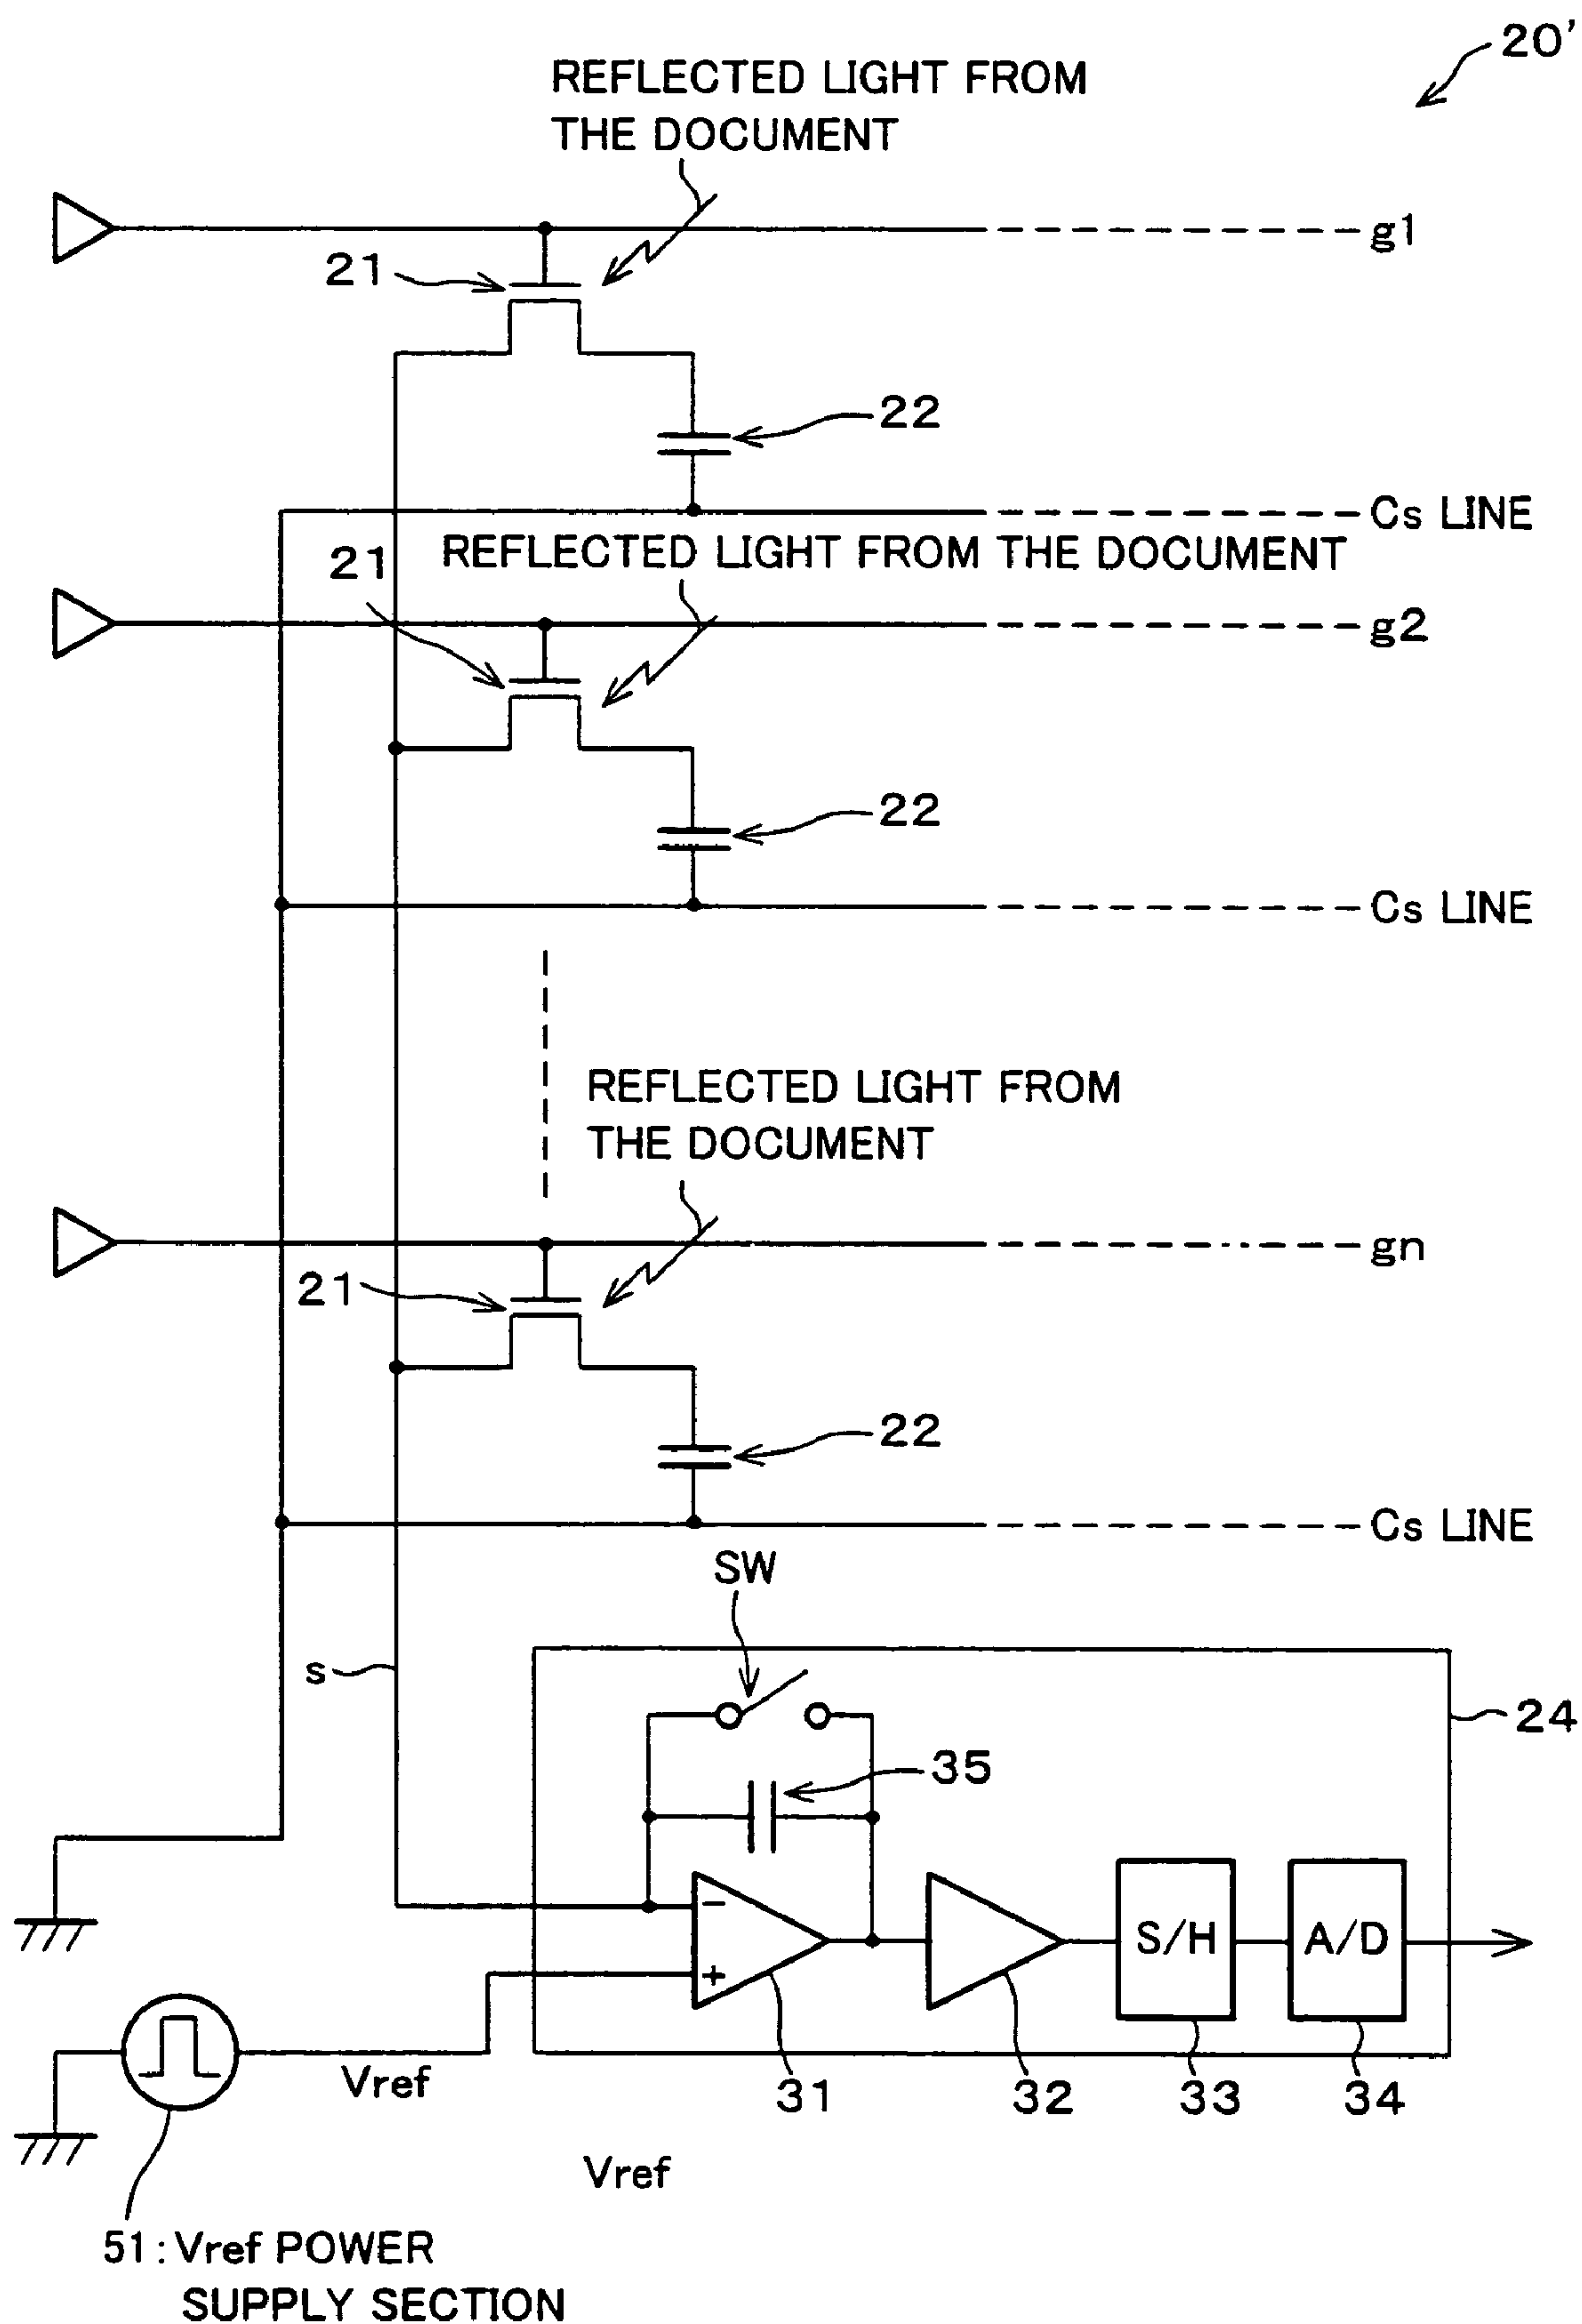 20'
REFLECTED LIGHT FROM
THE DOCUMENT
g1
21
22
Cs LINE
21
REFLECTED LIGHT FROM THE DOCUMENT
g2
22
Cs LINE
REFLECTED LIGHT FROM
THE DOCUMENT
gn
21
22
Cs LINE
SW
s
24
35
−
+
S/H
A/D
Vref
31
32
33
34
Vref
51: Vref POWER
SUPPLY SECTION